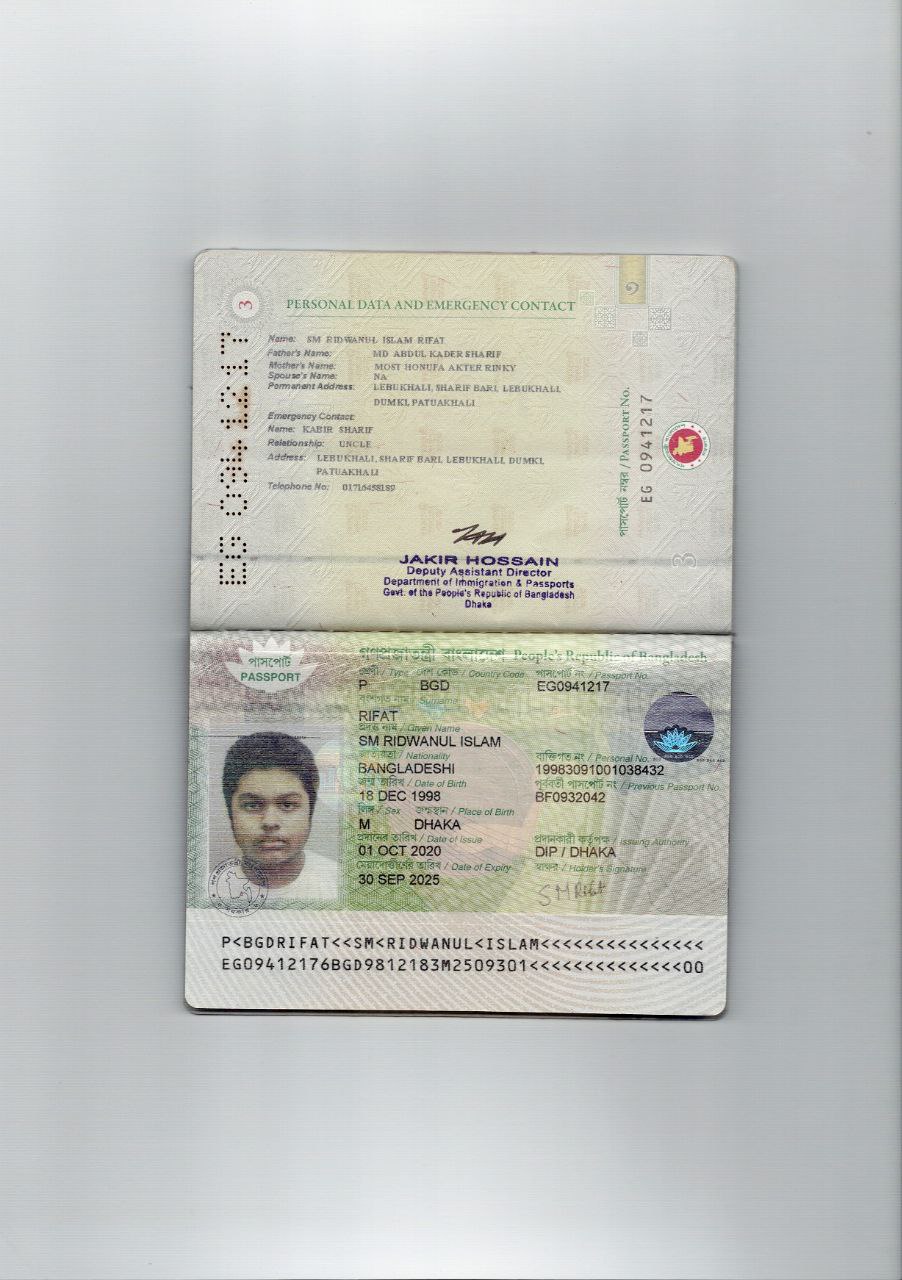 3
PERSONAL DATA AND EMERGENCY CONTACT
১
Name: SM RIDWANUL ISLAM RIFAT
Father's Name: MD ABDUL KADER SHARIF
Mother's Name: MOST HONUFA AKTER RINKY
Spouse's Name: NA
Permanent Address: LEBUKHALI, SHARIF BARI, LEBUKHALI,
DUMKI, PATUAKHALI
Emergency Contact:
Name: KABIR SHARIF
Relationship: UNCLE
Address: LEBUKHALI, SHARIF BARI, LEBUKHALI, DUMKI,
PATUAKHALI
Telephone No: 01716458189
EG 0941217
পাসপোর্ট নম্বর / PASSPORT No.
EG 0941217
3
JAKIR HOSSAIN
Deputy Assistant Director
Department of Immigration & Passports
Govt. of the People's Republic of Bangladesh
Dhaka
পাসপোর্ট
PASSPORT
গণপ্রজাতন্ত্রী বাংলাদেশ People's Republic of Bangladesh
শ্রেণী / Type দেশ কোড / Country Code পাসপোর্ট নং / Passport No.
P BGD EG0941217
বংশগত নাম / Surname
RIFAT
প্রদত্ত নাম / Given Name
SM RIDWANUL ISLAM
জাতীয়তা / Nationality ব্যক্তিগত নং / Personal No.
BANGLADESHI 19983091001038432
জন্ম তারিখ / Date of Birth পূর্ববর্তী পাসপোর্ট নং / Previous Passport No.
18 DEC 1998 BF0932042
লিঙ্গ / Sex জন্মস্থান / Place of Birth
M DHAKA
প্রদানের তারিখ / Date of Issue প্রদানকারী কর্তৃপক্ষ / Issuing Authority
01 OCT 2020 DIP / DHAKA
মেয়াদোত্তীর্ণের তারিখ / Date of Expiry স্বাক্ষর / Holder's Signature
30 SEP 2025 SM Rifat
P<BGDRIFAT<<SM<RIDWANUL<ISLAM<<<<<<<<<<<<<<<
EG09412176BGD9812183M2509301<<<<<<<<<<<<<<00